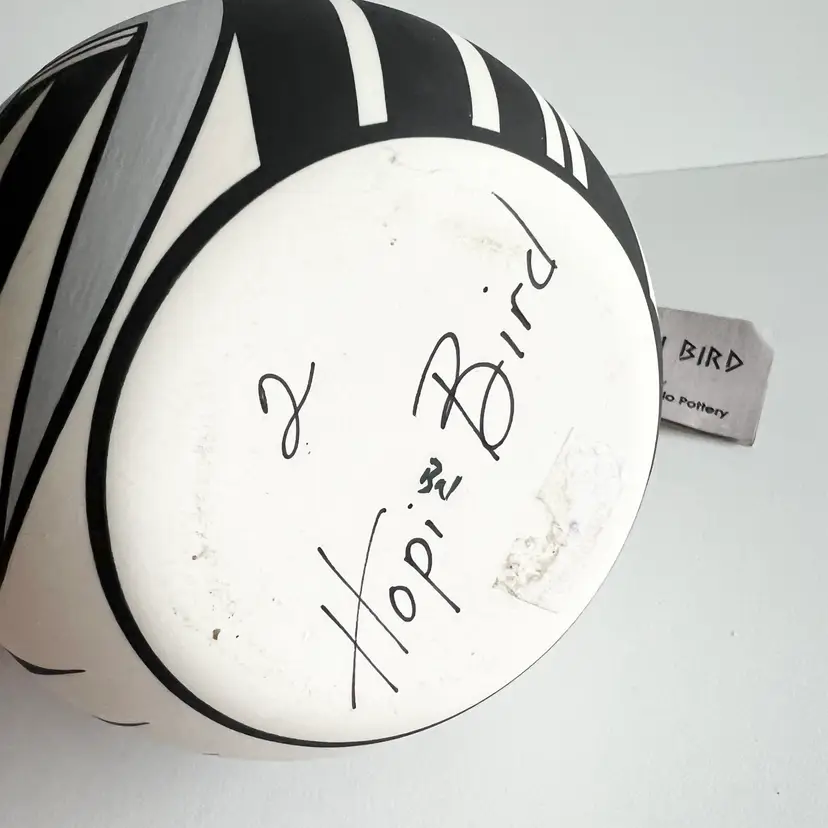 2
Hopi Bird
BIRD
lo Pottery